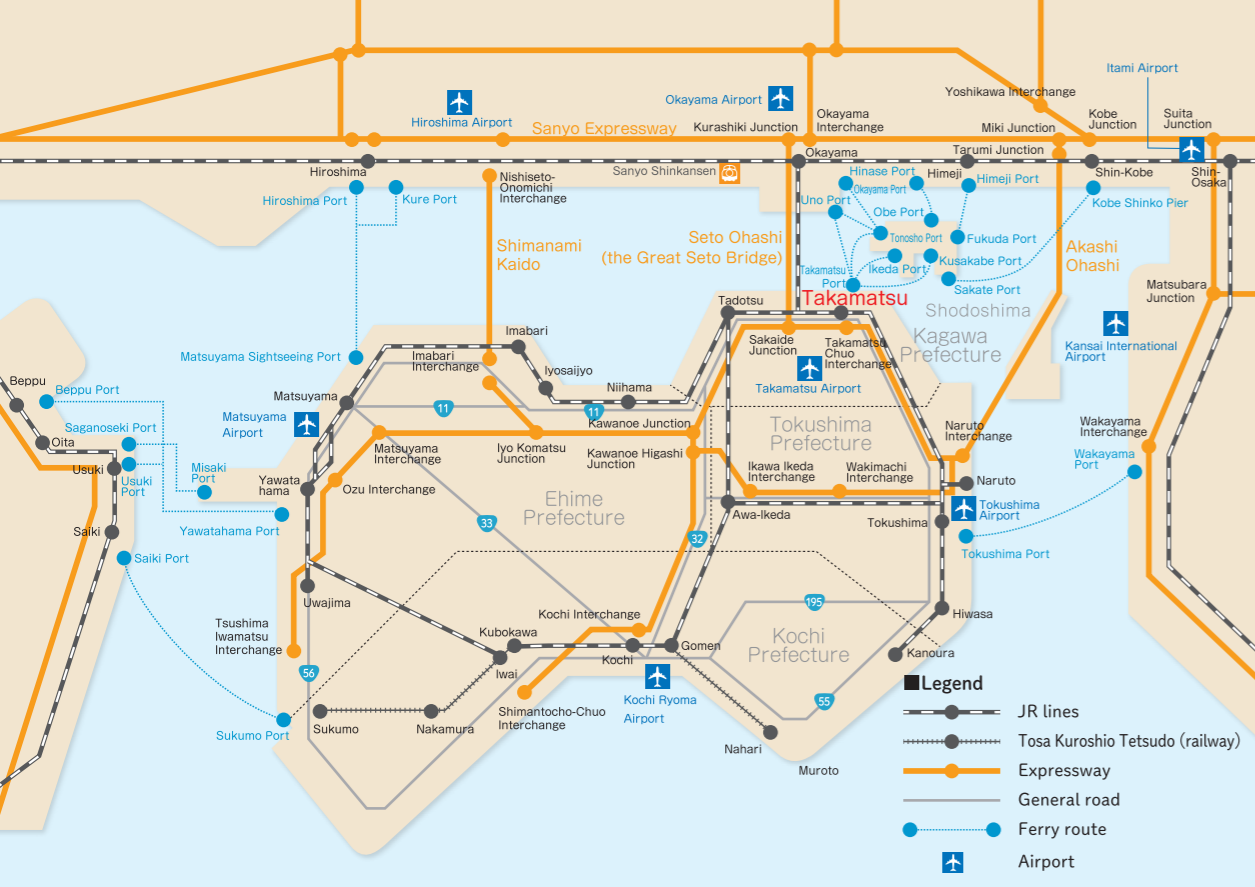 Itami Airport
Okayama Airport
Yoshikawa Interchange
Hiroshima Airport
Sanyo Expressway
Kurashiki Junction
Okayama
Interchange
Miki Junction
Kobe
Junction
Suita
Junction
Okayama
Tarumi Junction
Hiroshima
Sanyo Shinkansen
Himeji
Shin-Kobe
Shin-
Osaka
Nishiseto-
Onomichi
Interchange
Hinase Port
Okayama Port
Himeji Port
Hiroshima Port
Kure Port
Uno Port
Obe Port
Kobe Shinko Pier
Shimanami
Kaido
Seto Ohashi
(the Great Seto Bridge)
Tonosho Port
Fukuda Port
Akashi
Ohashi
Takamatsu
Port
Ikeda Port
Kusakabe Port
Sakate Port
Matsubara
Junction
Takamatsu
Tadotsu
Shodoshima
Kagawa
Prefecture
Imabari
Sakaide
Junction
Takamatsu
Chuo
Interchange
Kansai International
Airport
Matsuyama Sightseeing Port
Imabari
Interchange
Iyosaijyo
Niihama
Takamatsu Airport
Beppu
Beppu Port
Matsuyama
11
11
Saganoseki Port
Matsuyama
Airport
Kawanoe Junction
Tokushima
Prefecture
Naruto
Interchange
Wakayama
Interchange
Oita
Matsuyama
Interchange
Iyo Komatsu
Junction
Kawanoe Higashi
Junction
Ikawa Ikeda
Interchange
Wakimachi
Interchange
Wakayama
Port
Usuki
Usuki
Port
Misaki
Port
Yawata
hama
Ozu Interchange
Naruto
Ehime
Prefecture
Awa-Ikeda
Tokushima
Airport
Yawatahama Port
33
32
Tokushima
Saiki
Saiki Port
Tokushima Port
Uwajima
195
Hiwasa
Tsushima
Iwamatsu
Interchange
Kochi Interchange
Kubokawa
Kochi
Prefecture
Gomen
Kanoura
Iwai
Kochi
56
Kochi Ryoma
Airport
55
Sukumo Port
Sukumo
Nakamura
Shimantocho-Chuo
Interchange
Nahari
Muroto
■Legend
JR lines
Tosa Kuroshio Tetsudo (railway)
Expressway
General road
Ferry route
Airport